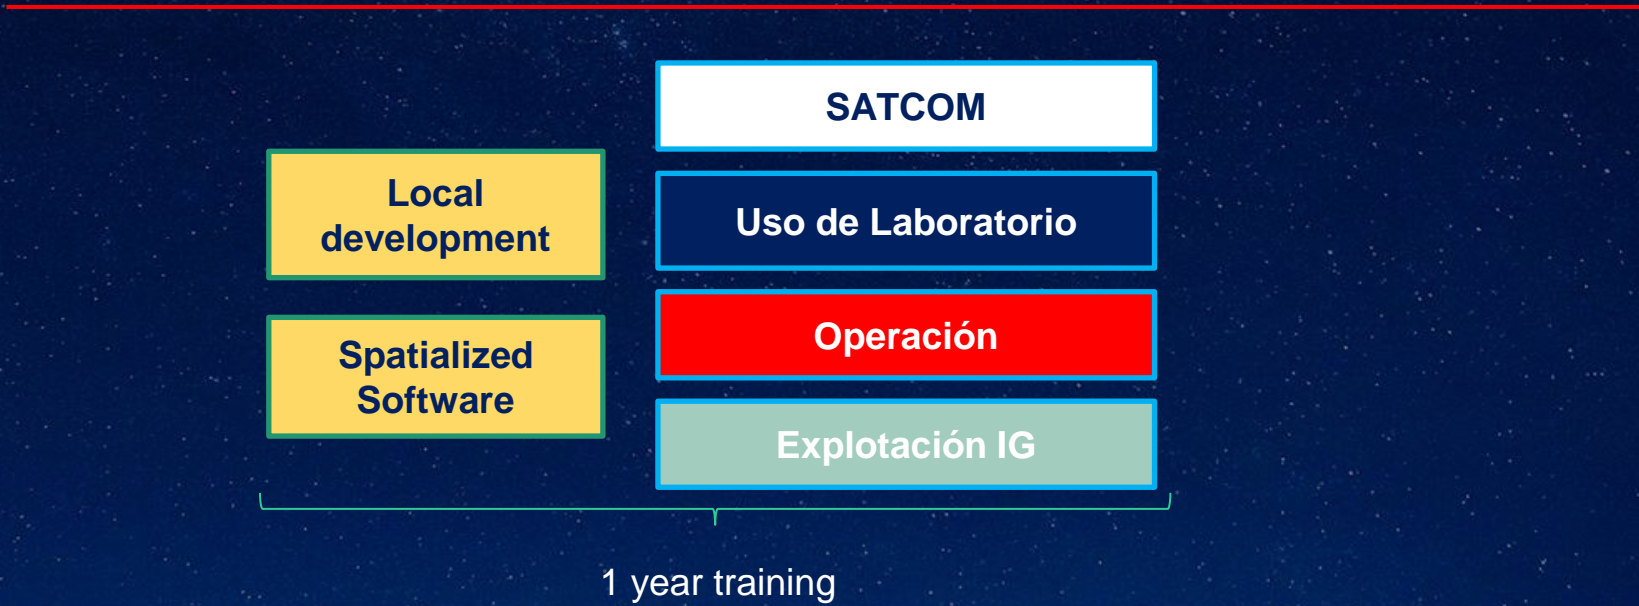 Local
development
Spatialized
Software
SATCOM
Uso de Laboratorio
Operación
Explotación IG
1 year training